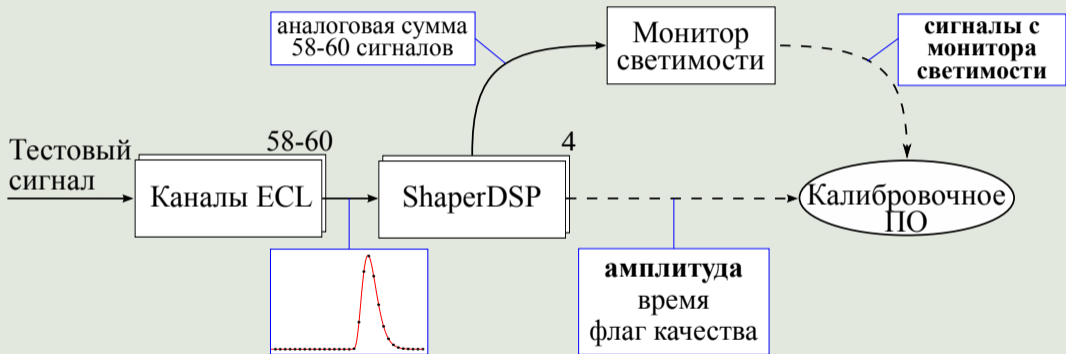 аналоговая сумма
58-60 сигналов
Монитор
светимости
сигналы с
монитора
светимости
Тестовый
сигнал
58-60
Каналы ECL
4
ShaperDSP
Калибровочное
ПО
амплитуда
время
флаг качества